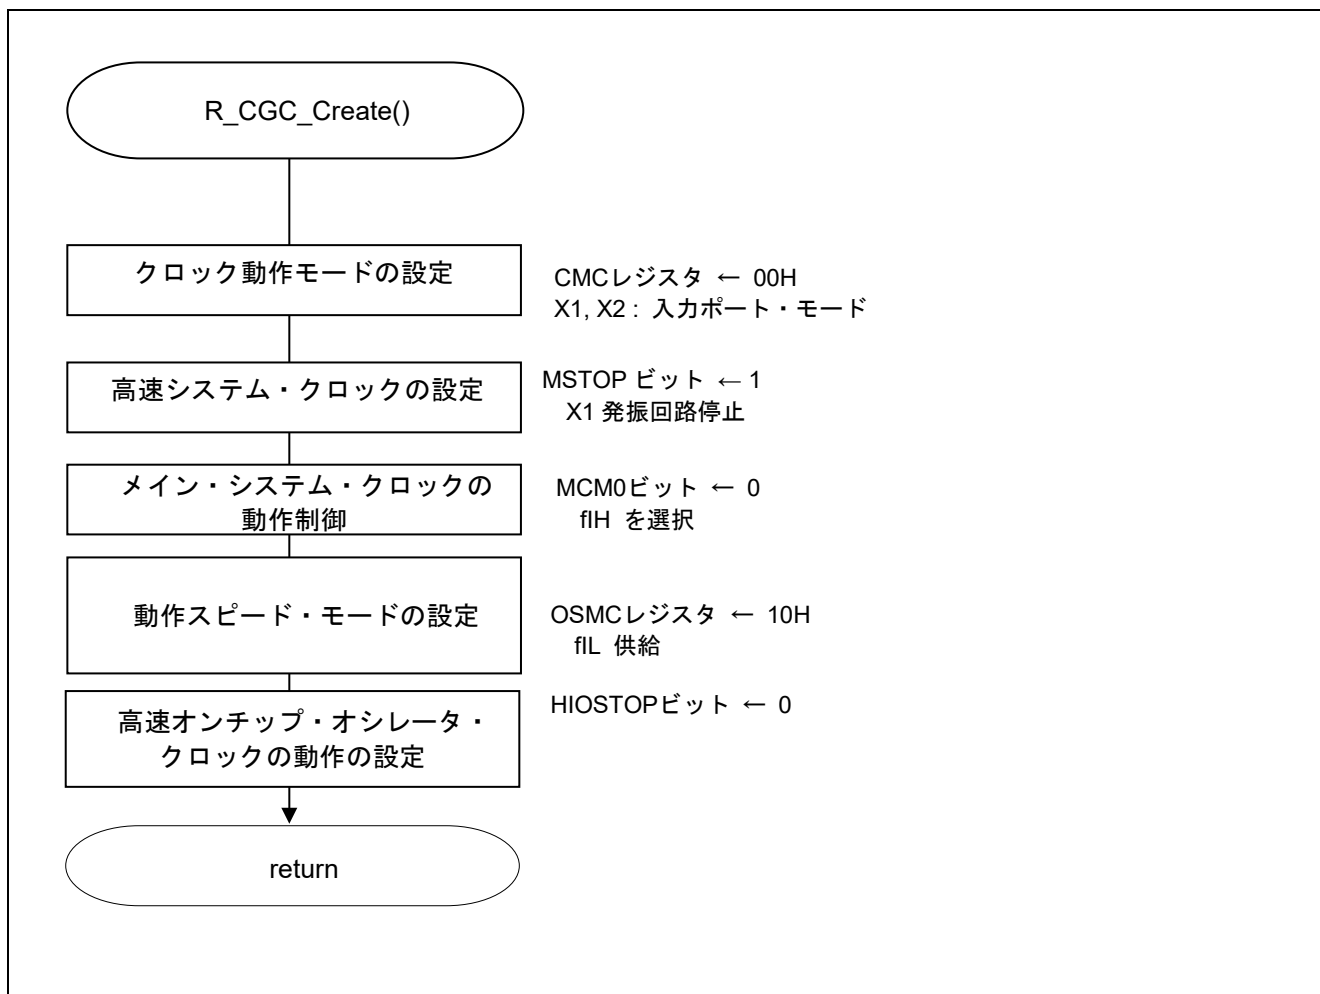 R_CGC_Create()
クロック動作モードの設定
CMCレジスタ ← 00H
X1, X2 : 入力ポート・モード
高速システム・クロックの設定
MSTOP ビット ← 1
X1 発振回路停止
メイン・システム・クロックの
動作制御
MCM0ビット ← 0
fIH を選択
動作スピード・モードの設定
OSMCレジスタ ← 10H
fIL 供給
高速オンチップ・オシレータ・
クロックの動作の設定
HIOSTOPビット ← 0
return